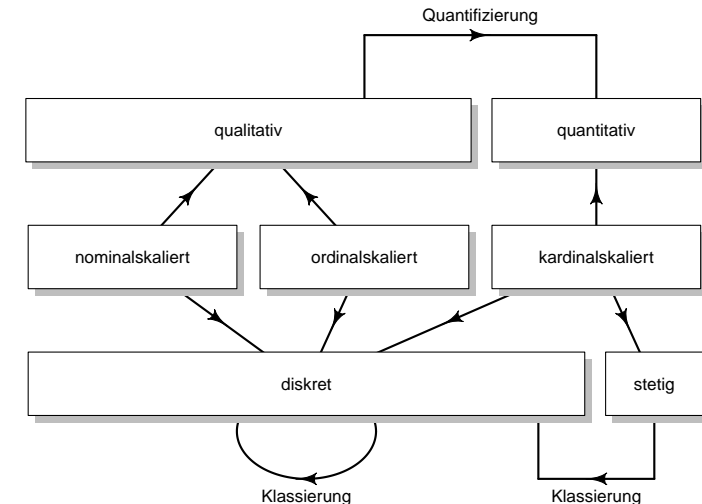 Quantifizierung
qualitativ
quantitativ
nominalskaliert
ordinalskaliert
kardinalskaliert
diskret
stetig
Klassierung
Klassierung